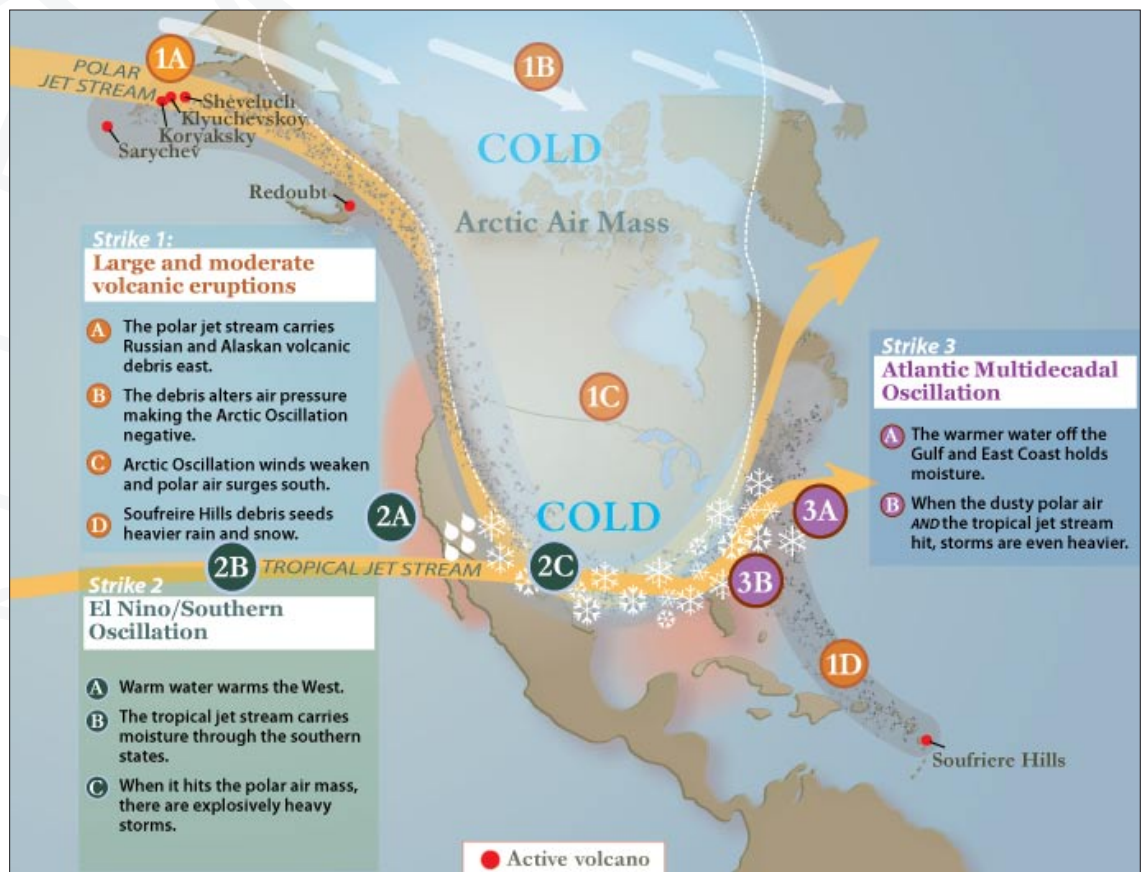 1A
1B
POLAR
JET STREAM
Sheveluch
Klyuchevskoy
Koryaksky
Sarychev
COLD
Redoubt
Arctic Air Mass
Strike 1:
Large and moderate
volcanic eruptions
A The polar jet stream carries
Russian and Alaskan volcanic
debris east.
B The debris alters air pressure
making the Arctic Oscillation
negative.
C Arctic Oscillation winds weaken
and polar air surges south.
D Soufreire Hills debris seeds
heavier rain and snow.
1C
Strike 3
Atlantic Multidecadal
Oscillation
A The warmer water off the
Gulf and East Coast holds
moisture.
B When the dusty polar air
AND the tropical jet stream
hit, storms are even heavier.
2A
COLD
3A
2B
TROPICAL JET STREAM
2C
3B
Strike 2
El Nino/Southern
Oscillation
A Warm water warms the West.
B The tropical jet stream carries
moisture through the southern
states.
C When it hits the polar air mass,
there are explosively heavy
storms.
1D
Soufriere Hills
Active volcano